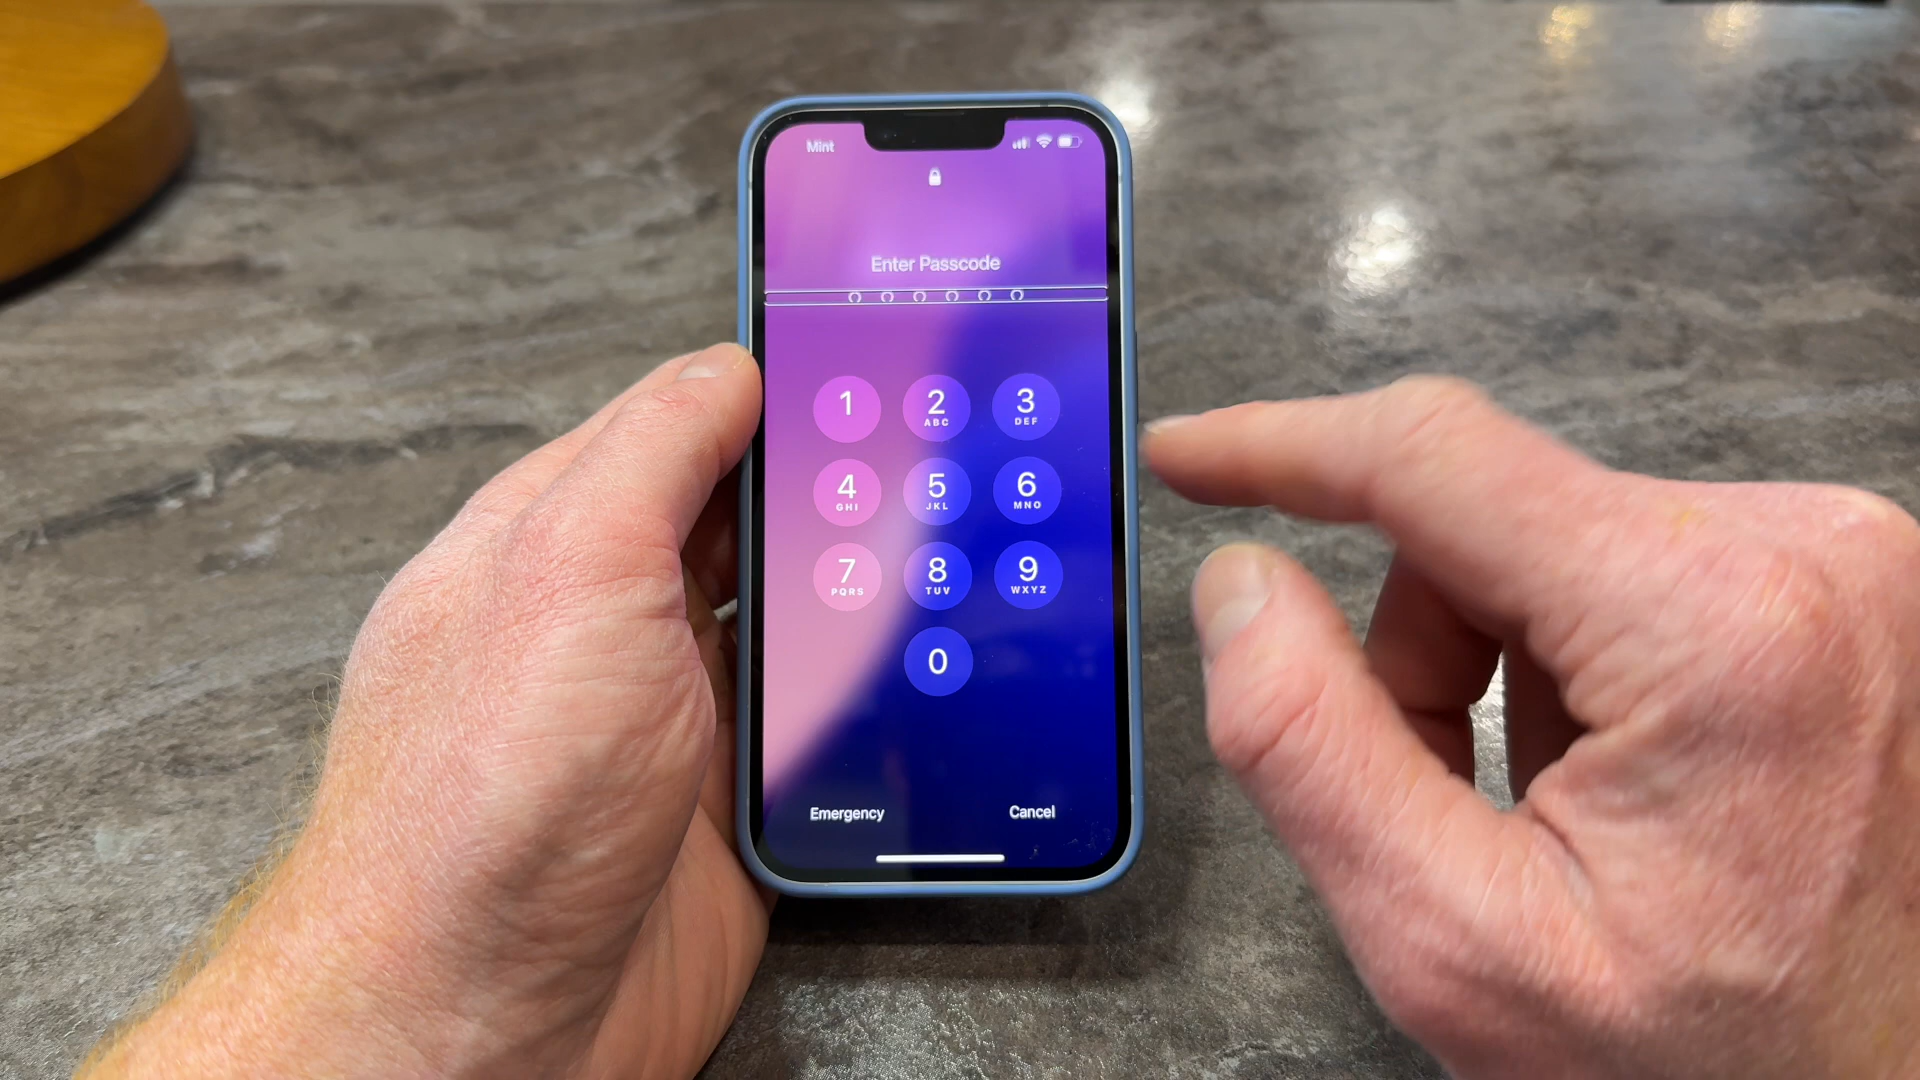 Mint
Enter Passcode
1 2 3
ABC DEF
4 5 6
GHI JKL MNO
7 8 9
PQRS TUV WXYZ
0
Emergency Cancel